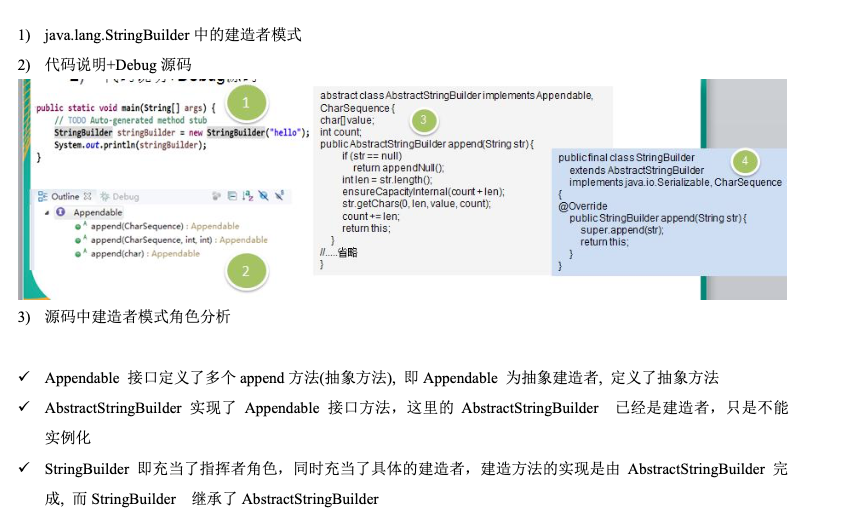 1) java.lang.StringBuilder 中的建造者模式
2) 代码说明+Debug 源码
public static void main(String[] args) {
// TODO Auto-generated method stub
StringBuilder stringBuilder = new StringBuilder("hello");
System.out.println(stringBuilder);
}
1
Outline Debug
Appendable
append(CharSequence) : Appendable
append(CharSequence, int, int) : Appendable
append(char) : Appendable
2
abstract class AbstractStringBuilder implements Appendable,
CharSequence {
char[] value;
int count;
public AbstractStringBuilder append(String str) {
if (str == null)
return appendNull();
int len = str.length();
ensureCapacityInternal(count + len);
str.getChars(0, len, value, count);
count += len;
return this;
}
//.....省略
}
3
public final class StringBuilder
extends AbstractStringBuilder
implements java.io.Serializable, CharSequence
{
@Override
public StringBuilder append(String str) {
super.append(str);
return this;
}
}
4
3) 源码中建造者模式角色分析
✓ Appendable 接口定义了多个 append 方法(抽象方法), 即 Appendable 为抽象建造者, 定义了抽象方法
✓ AbstractStringBuilder 实现了 Appendable 接口方法，这里的 AbstractStringBuilder 已经是建造者，只是不能
实例化
✓ StringBuilder 即充当了指挥者角色，同时充当了具体的建造者，建造方法的实现是由 AbstractStringBuilder 完
成, 而 StringBuilder 继承了 AbstractStringBuilder